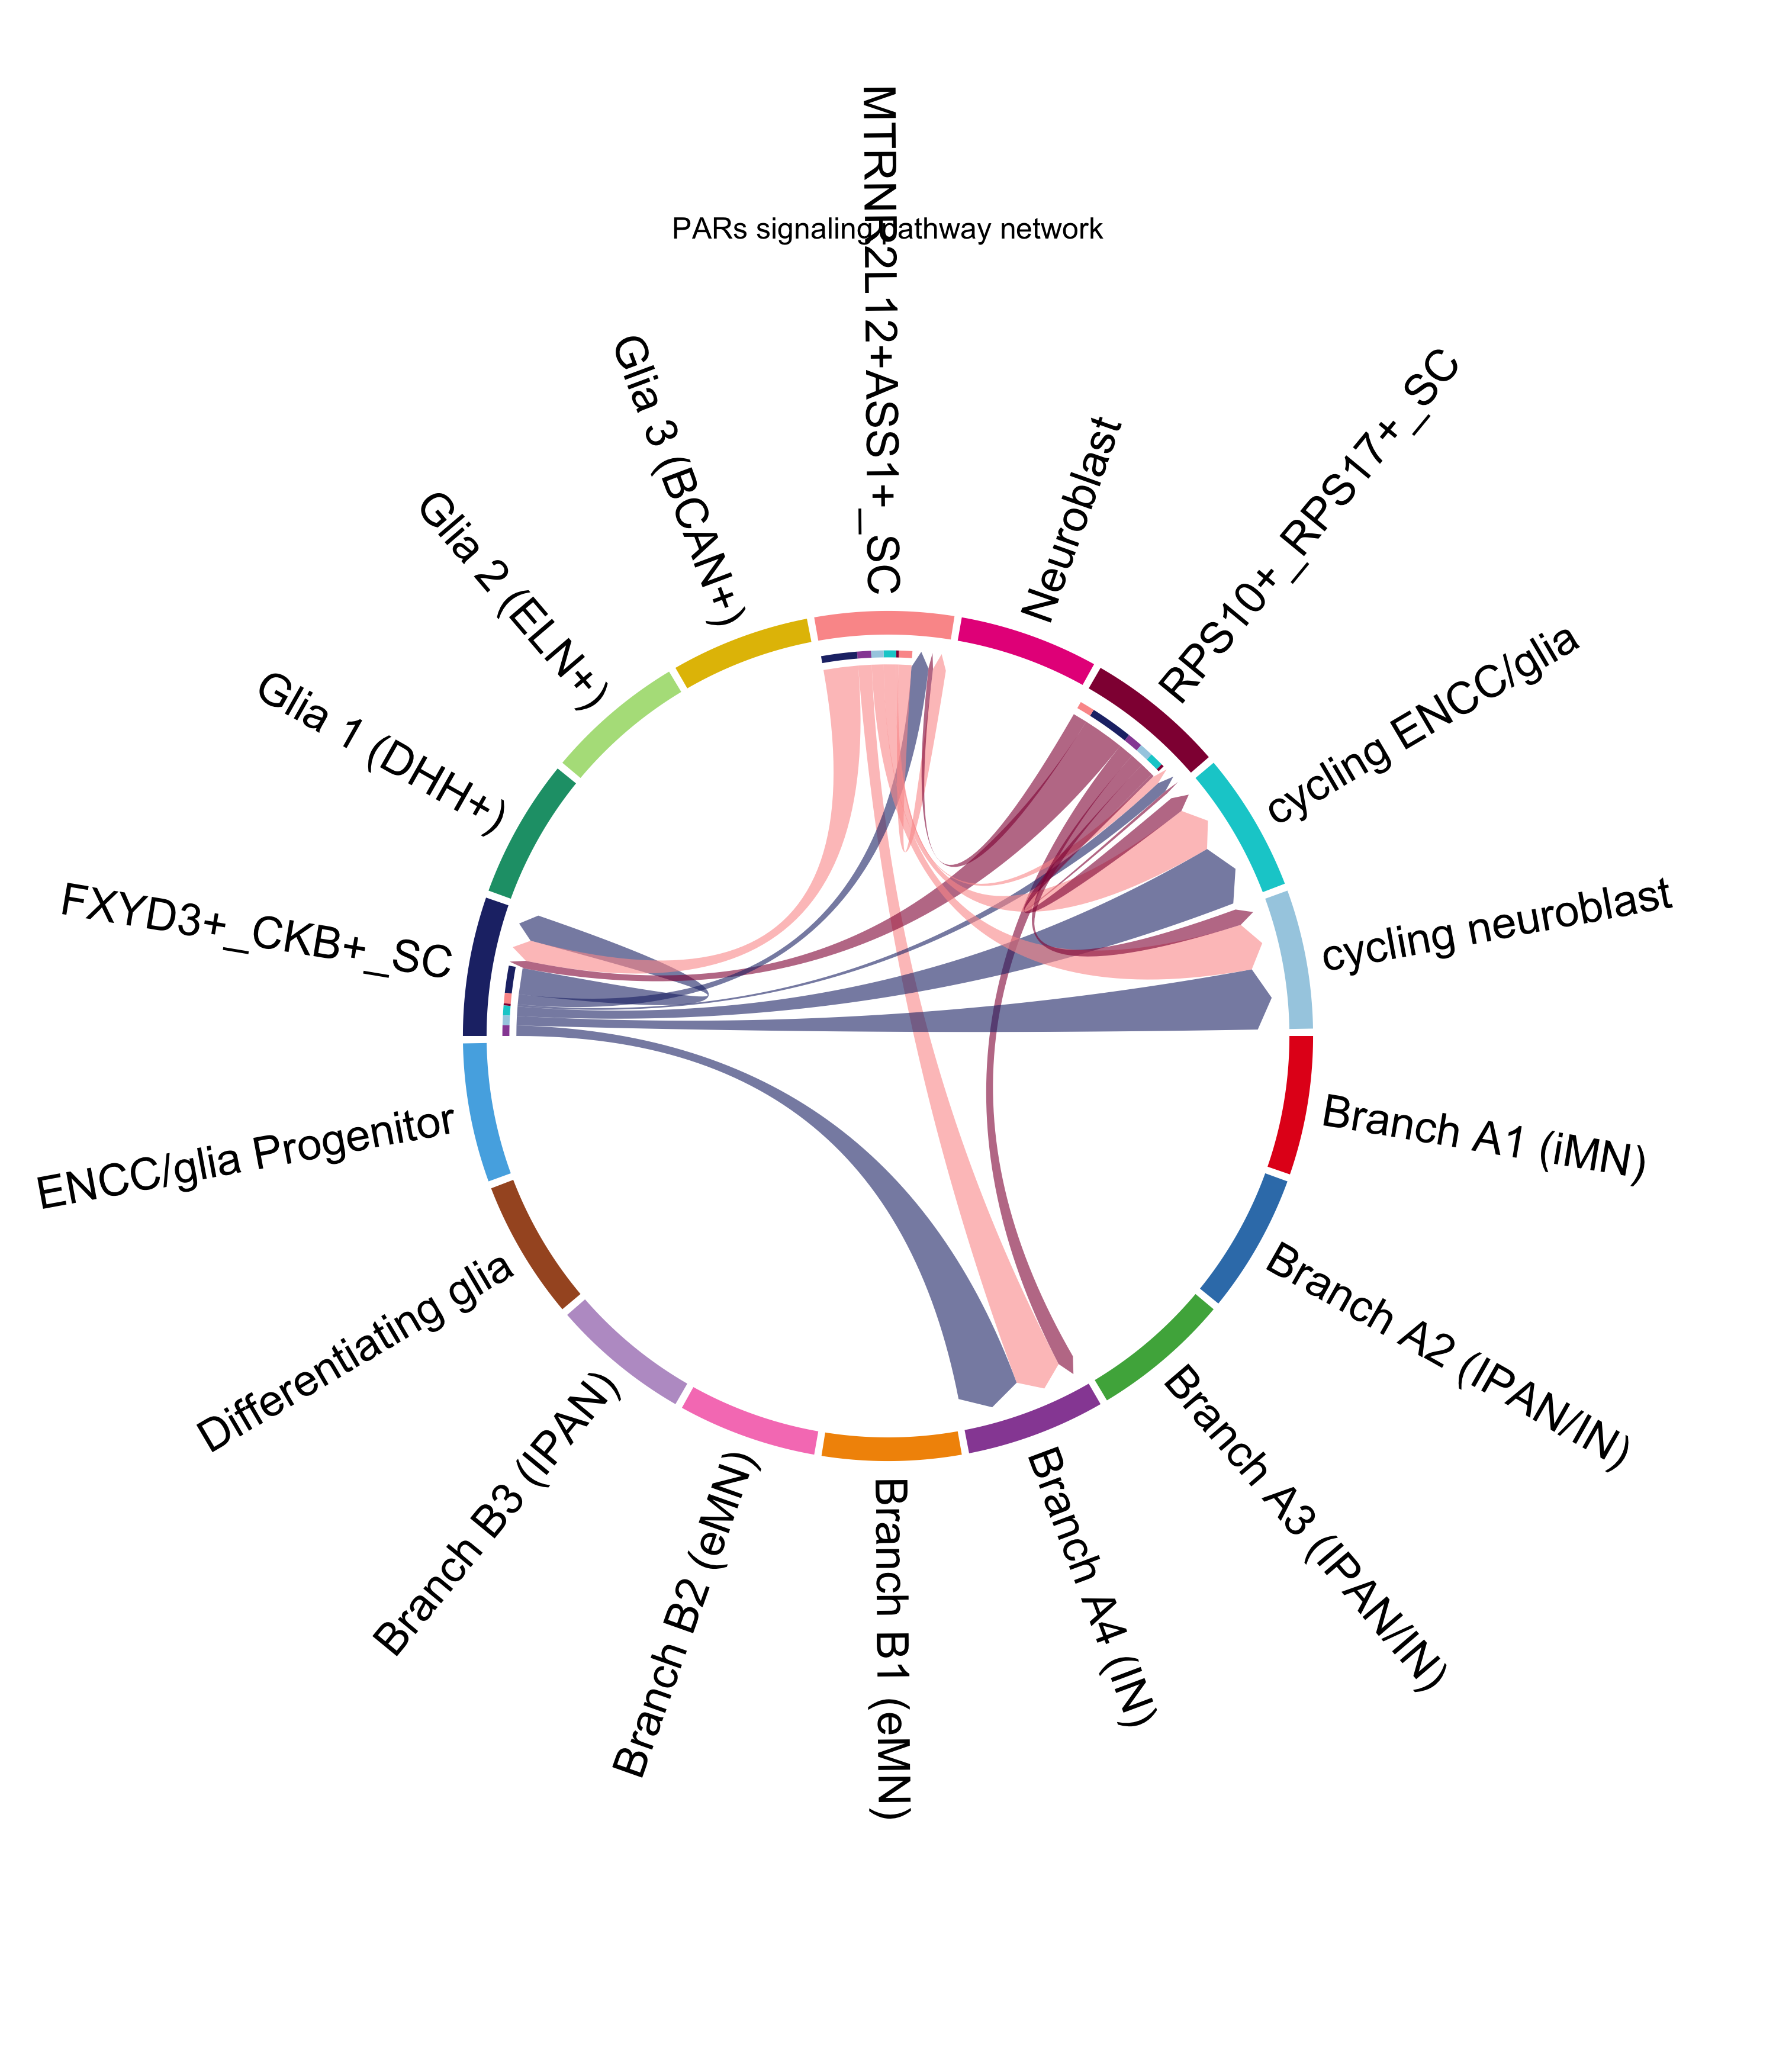 PARs signaling pathway network
MTRNR2L12+ASS1+_SC
Neuroblast
RPS10+_RPS17+_SC
cycling ENCC/glia
cycling neuroblast
Branch A1 (iMN)
Branch A2 (IPAN/IN)
Branch A3 (IPAN/IN)
Branch A4 (IN)
Branch B1 (eMN)
Branch B2 (eMN)
Branch B3 (IPAN)
Differentiating glia
ENCC/glia Progenitor
FXYD3+_CKB+_SC
Glia 1 (DHH+)
Glia 2 (ELN+)
Glia 3 (BCAN+)